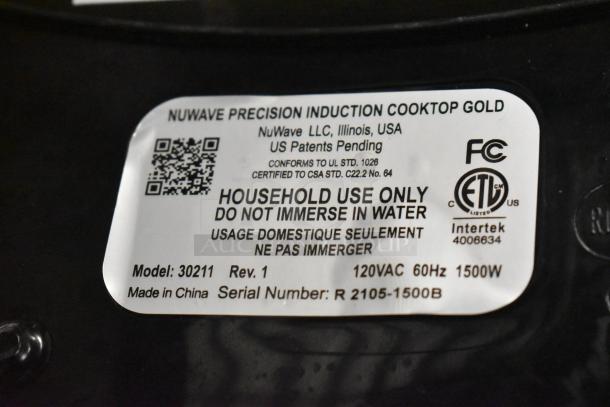 NUWAVE PRECISION INDUCTION COOKTOP GOLD
NuWave LLC, Illinois, USA
US Patents Pending
CONFORMS TO UL STD. 1026
CERTIFIED TO CSA STD. C22.2 No. 64
FC
HOUSEHOLD USE ONLY
DO NOT IMMERSE IN WATER
USAGE DOMESTIQUE SEULEMENT
NE PAS IMMERGER
C ETL CM US
LISTED
Intertek
4006634
Model: 30211 Rev. 1 120VAC 60Hz 1500W
Made in China Serial Number: R 2105-1500B